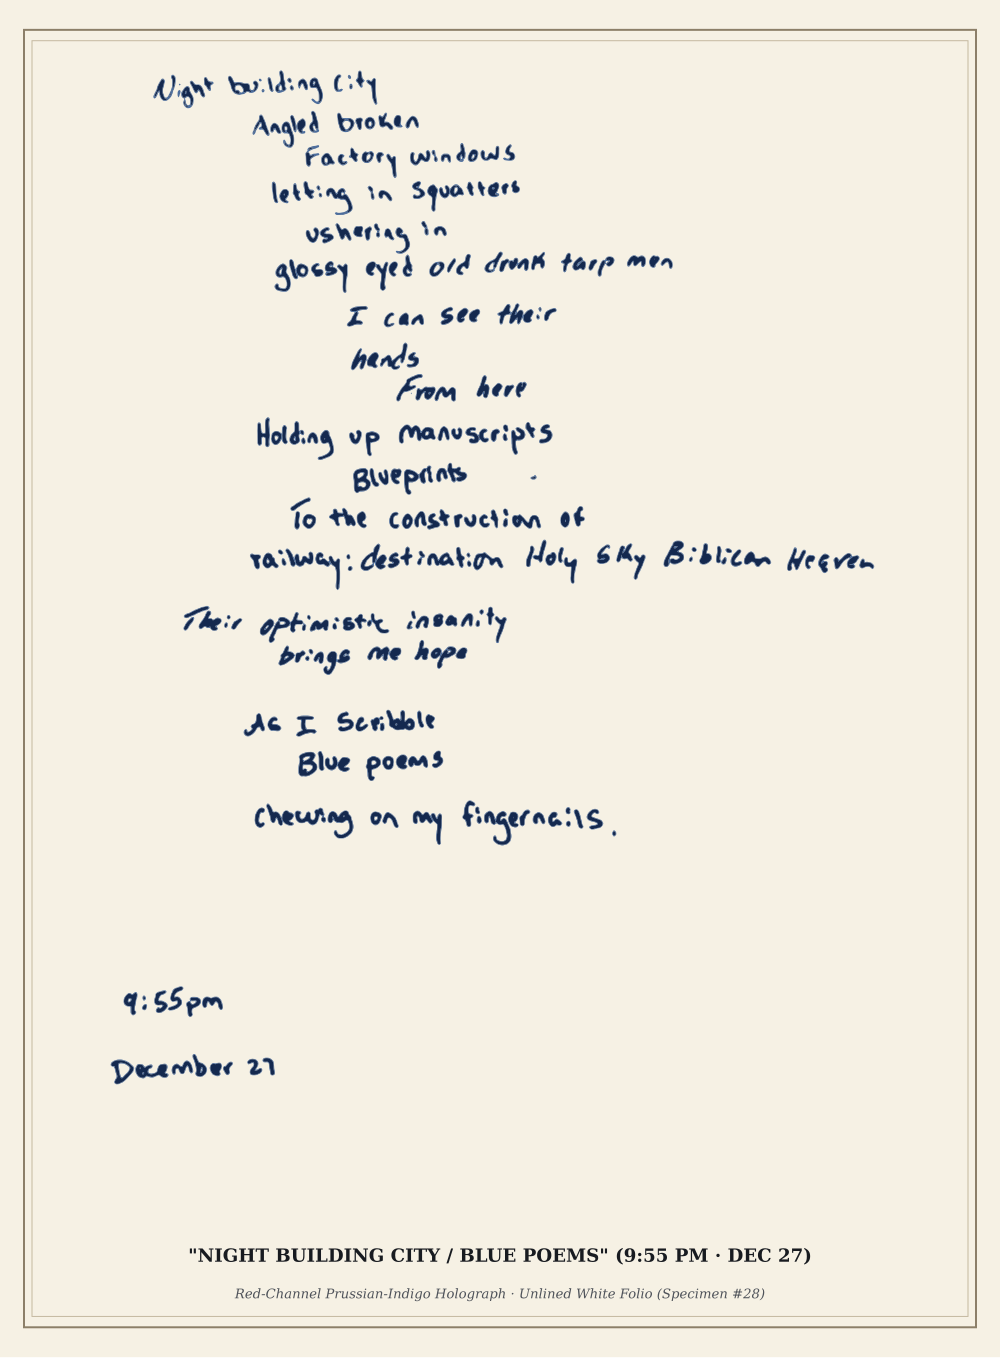 Night building City
Angled broken
Factory windows
letting in squatters
ushering in
glossy eyed old drunk tarp men
I can see their
hands
From here
Holding up manuscripts
Blueprints
To the construction of
railway: destination Holy Sky Biblican Heaven
Their optimistic insanity
brings me hope
As I Scribble
Blue poems
Chewing on my fingernails.
9:55pm
December 27
"NIGHT BUILDING CITY / BLUE POEMS" (9:55 PM · DEC 27)
Red-Channel Prussian-Indigo Holograph · Unlined White Folio (Specimen #28)